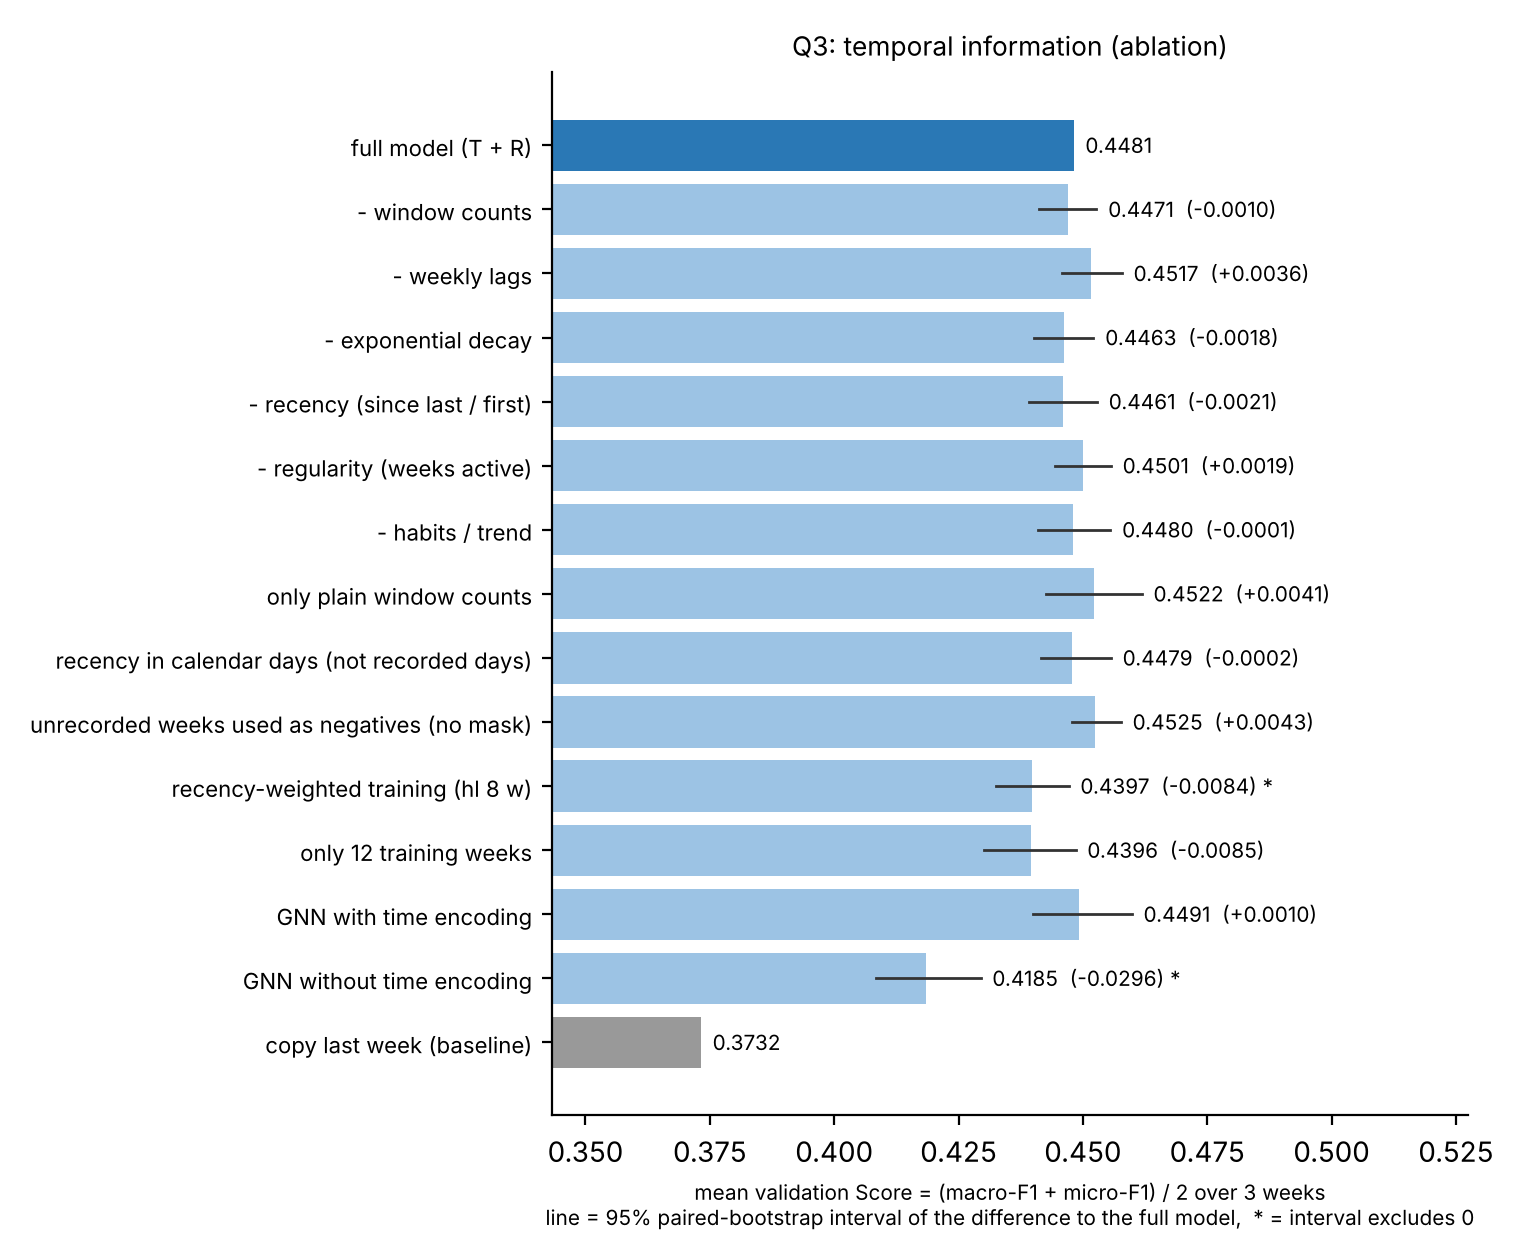 Q3: temporal information (ablation)
full model (T + R) 0.4481
- window counts 0.4471 (-0.0010)
- weekly lags 0.4517 (+0.0036)
- exponential decay 0.4463 (-0.0018)
- recency (since last / first) 0.4461 (-0.0021)
- regularity (weeks active) 0.4501 (+0.0019)
- habits / trend 0.4480 (-0.0001)
only plain window counts 0.4522 (+0.0041)
recency in calendar days (not recorded days) 0.4479 (-0.0002)
unrecorded weeks used as negatives (no mask) 0.4525 (+0.0043)
recency-weighted training (hl 8 w) 0.4397 (-0.0084) *
only 12 training weeks 0.4396 (-0.0085)
GNN with time encoding 0.4491 (+0.0010)
GNN without time encoding 0.4185 (-0.0296) *
copy last week (baseline) 0.3732
0.350 0.375 0.400 0.425 0.450 0.475 0.500 0.525
mean validation Score = (macro-F1 + micro-F1) / 2 over 3 weeks
line = 95% paired-bootstrap interval of the difference to the full model, * = interval excludes 0